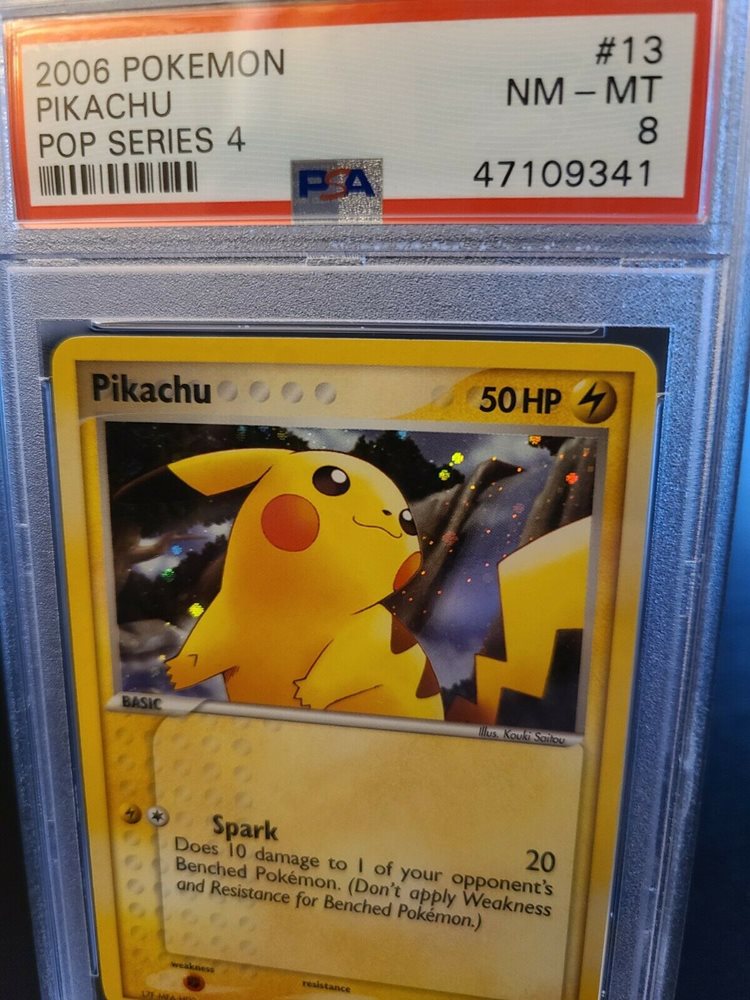 2006 POKEMON #13
PIKACHU NM - MT
POP SERIES 4 8
PSA 47109341
Pikachu 50 HP
BASIC
Illus. Kouki Saitou
Spark 20
Does 10 damage to 1 of your opponent's
Benched Pokémon. (Don't apply Weakness
and Resistance for Benched Pokémon.)
weakness
resistance